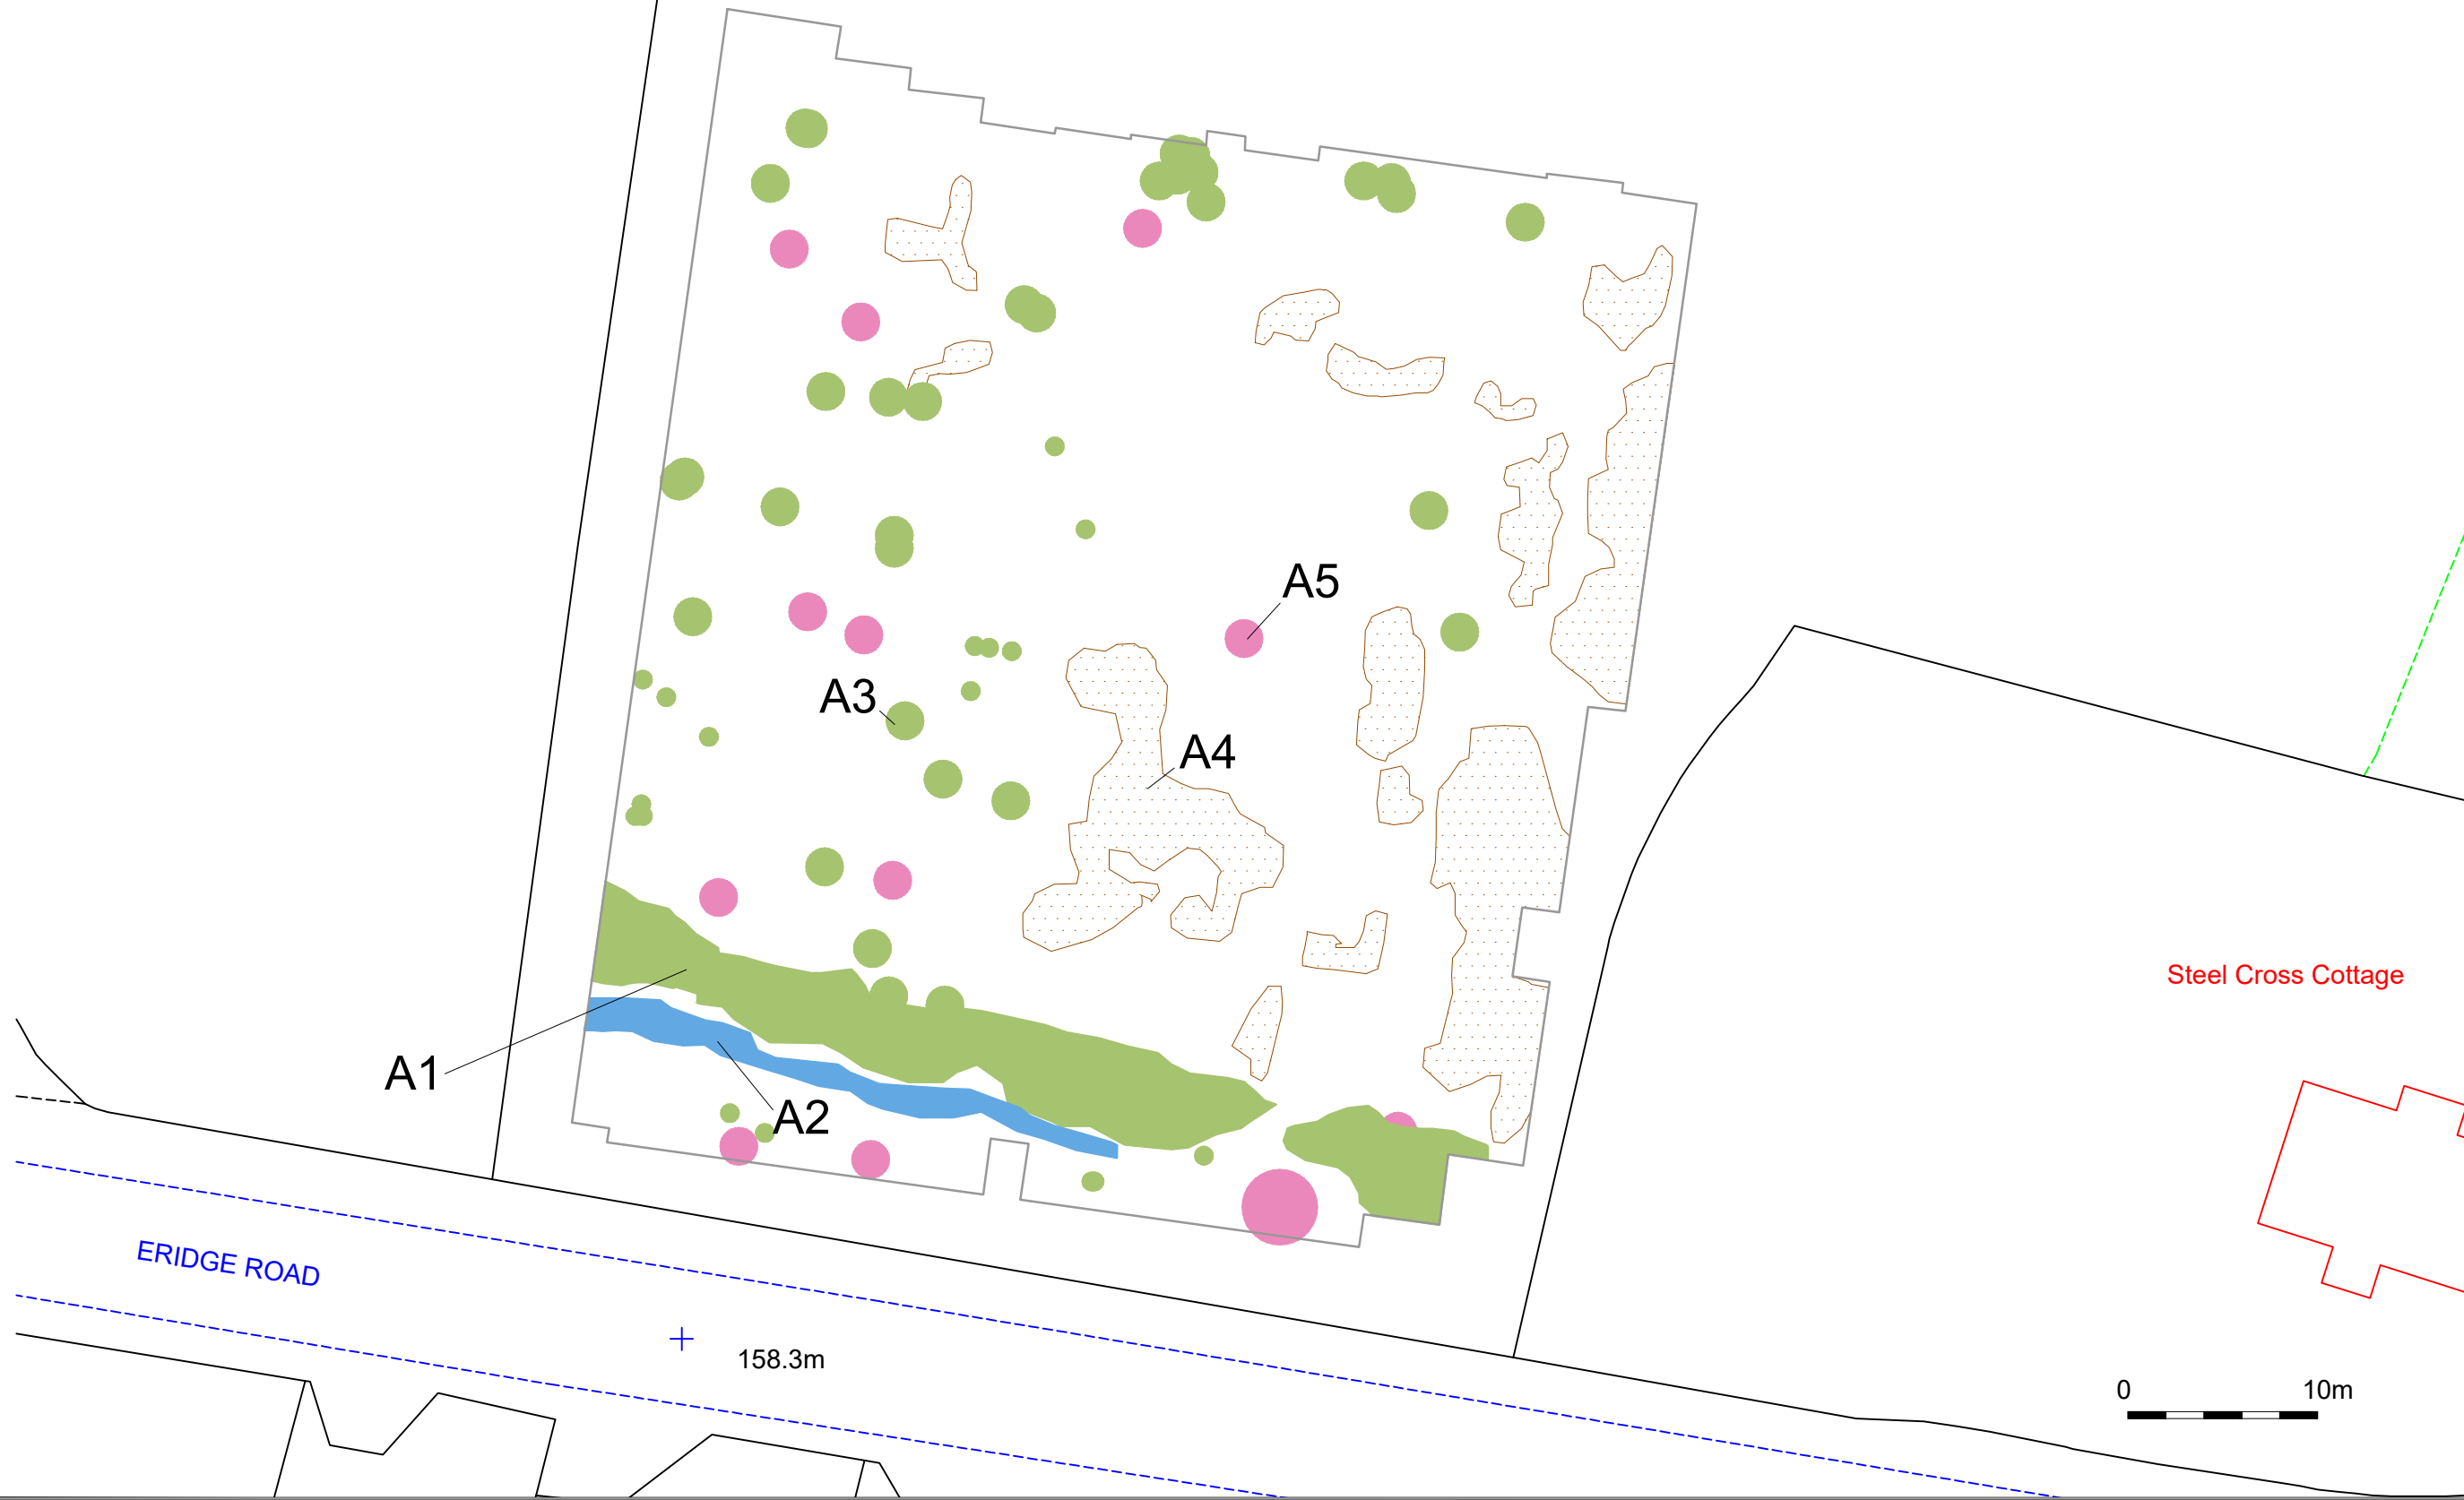 A5
A3
A4
Steel Cross Cottage
A1
A2
ERIDGE ROAD
158.3m
0 10m